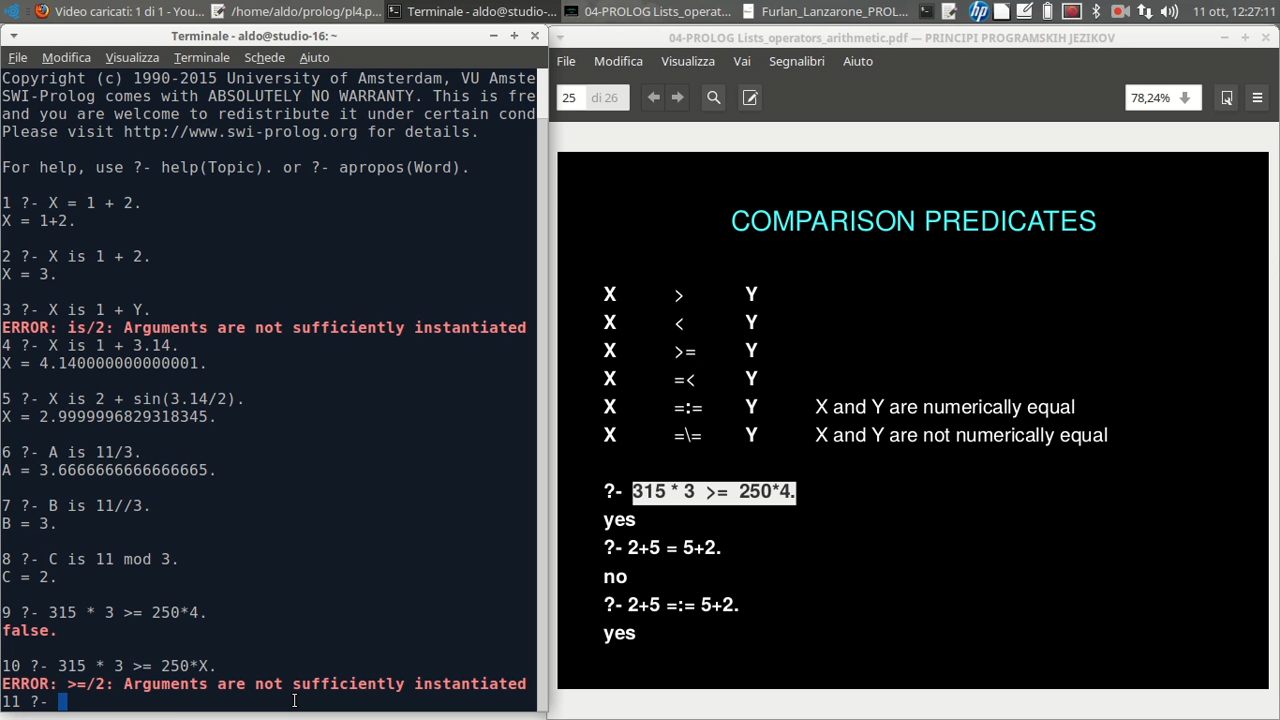 Firefox Video caricati: 1 di 1 - You...
/home/aldo/prolog/pl4.p...
Terminale - aldo@studio-...
04-PROLOG Lists_operat...
Furlan_Lanzarone_PROL...
11 ott, 12:27:11
Terminale - aldo@studio-16: ~
File Modifica Visualizza Terminale Schede Aiuto
Copyright (c) 1990-2015 University of Amsterdam, VU Amste
SWI-Prolog comes with ABSOLUTELY NO WARRANTY. This is fre
and you are welcome to redistribute it under certain cond
Please visit http://www.swi-prolog.org for details.
For help, use ?- help(Topic). or ?- apropos(Word).
1 ?- X = 1 + 2.
X = 1+2.
2 ?- X is 1 + 2.
X = 3.
3 ?- X is 1 + Y.
ERROR: is/2: Arguments are not sufficiently instantiated
4 ?- X is 1 + 3.14.
X = 4.140000000000001.
5 ?- X is 2 + sin(3.14/2).
X = 2.9999996829318345.
6 ?- A is 11/3.
A = 3.6666666666666665.
7 ?- B is 11//3.
B = 3.
8 ?- C is 11 mod 3.
C = 2.
9 ?- 315 * 3 >= 250*4.
false.
10 ?- 315 * 3 >= 250*X.
ERROR: >=/2: Arguments are not sufficiently instantiated
11 ?-
04-PROLOG Lists_operators_arithmetic.pdf — PRINCIPI PROGRAMSKIH JEZIKOV
File Modifica Visualizza Vai Segnalibri Aiuto
25 di 26
78,24%
COMPARISON PREDICATES
X > Y
X < Y
X >= Y
X =< Y
X =:= Y X and Y are numerically equal
X =\= Y X and Y are not numerically equal
?- 315 * 3 >= 250*4.
yes
?- 2+5 = 5+2.
no
?- 2+5 =:= 5+2.
yes